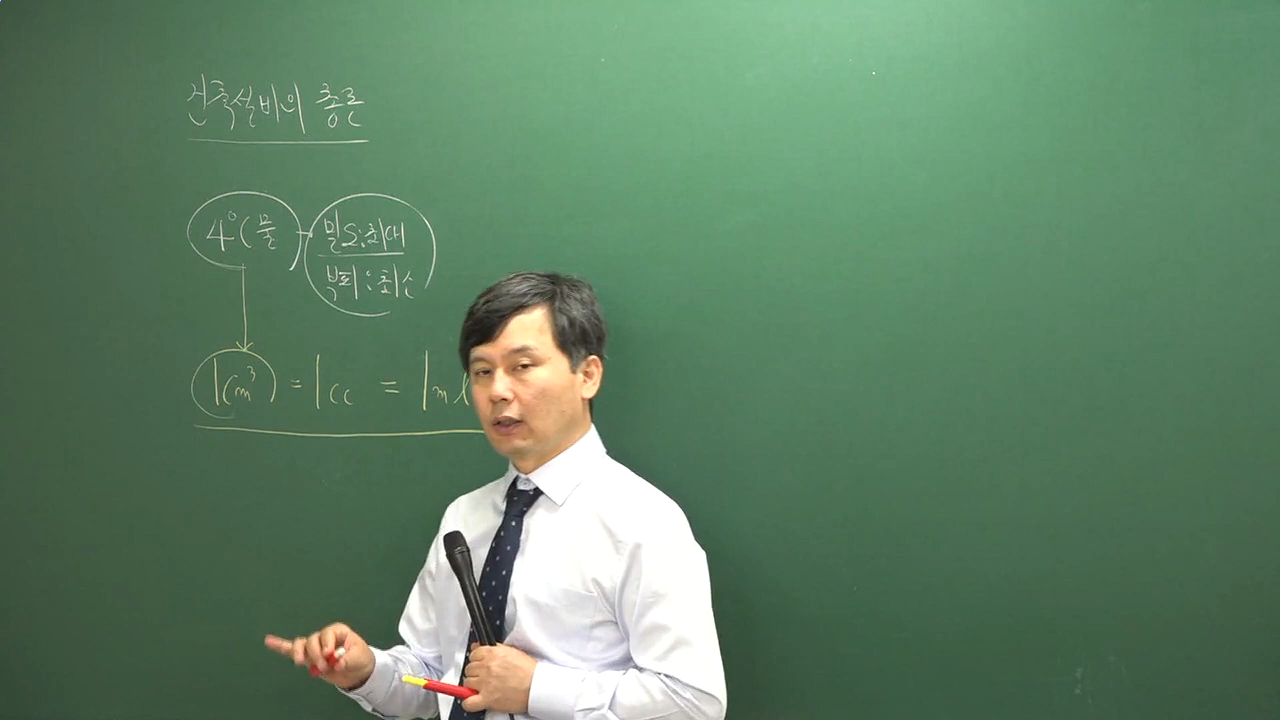 건축설비의 총론
4°C 물 - 밀도:최대
부피:최소
1cm³ = 1cc = 1ml